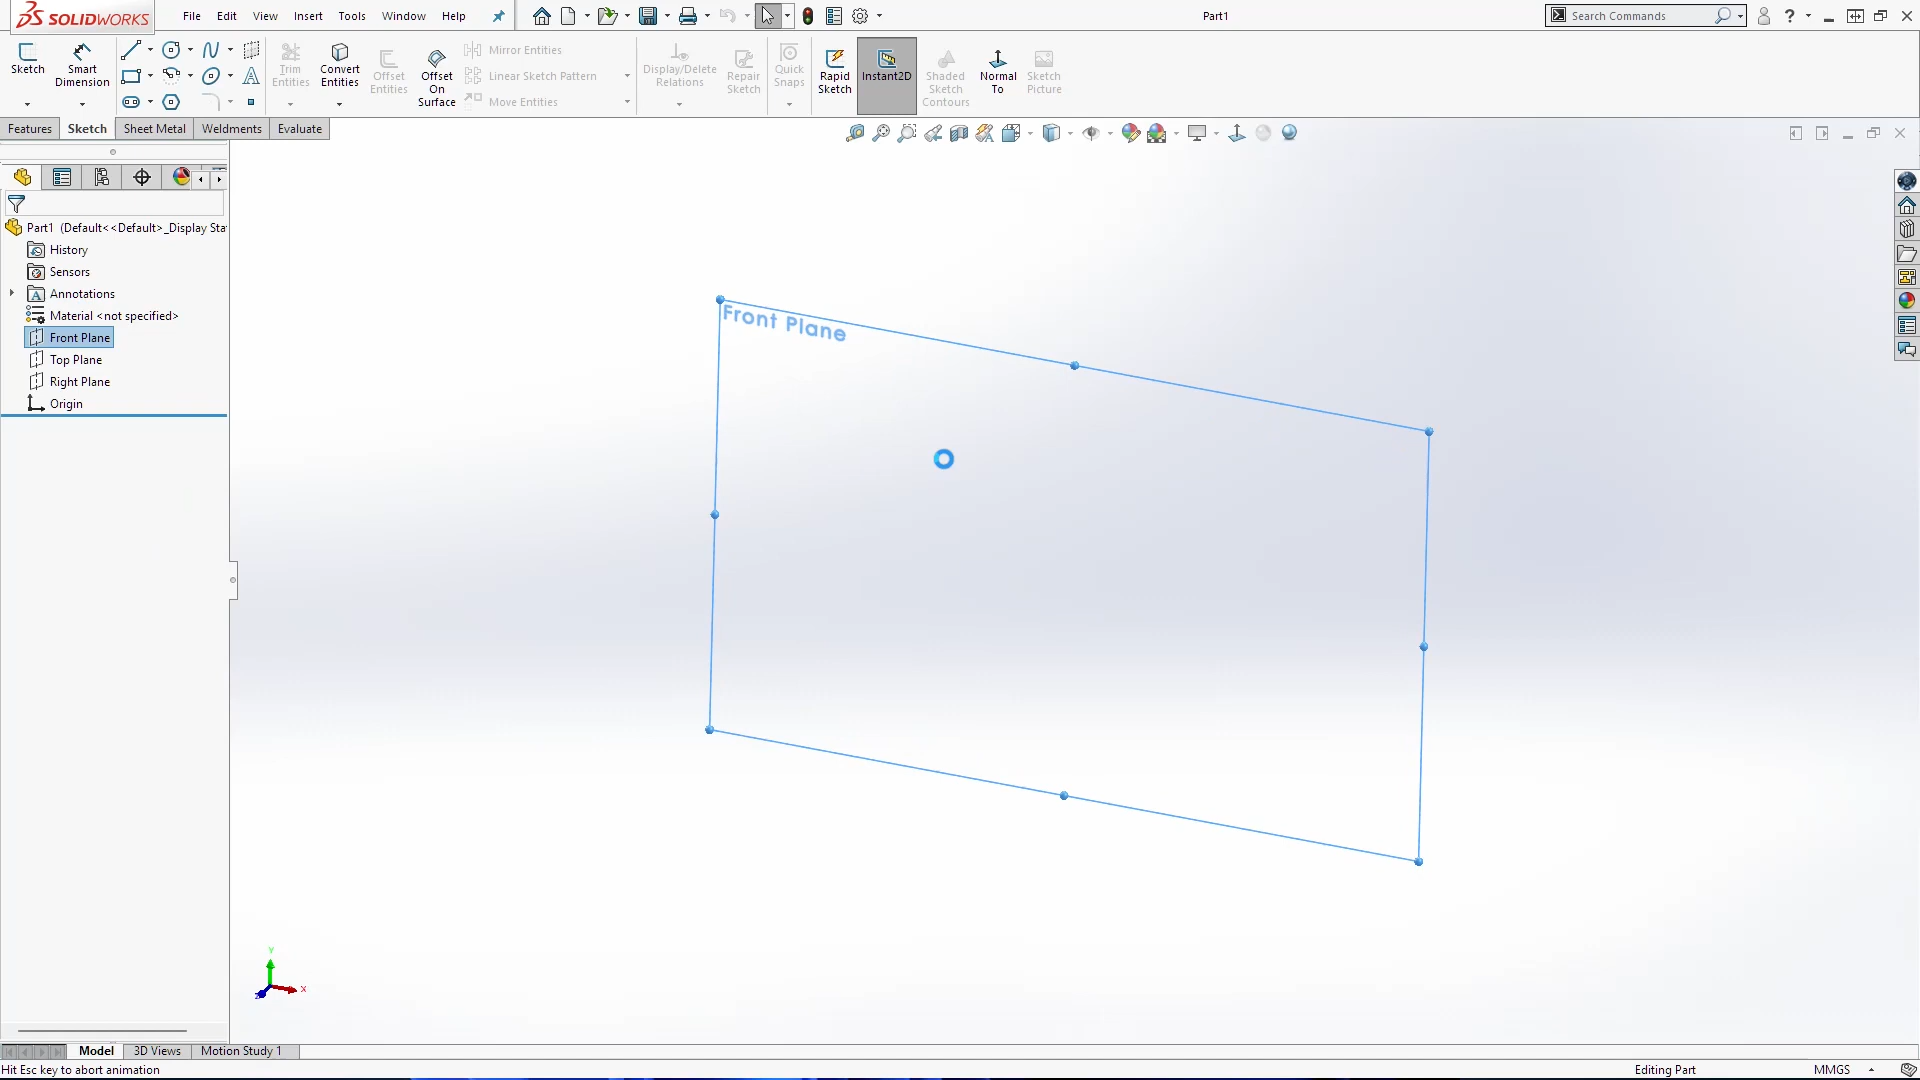 SOLIDWORKS
File Edit View Insert Tools Window Help
Part1
Search Commands
Sketch
Smart Dimension
Trim Entities
Convert Entities
Offset Entities
Offset On Surface
Mirror Entities
Linear Sketch Pattern
Move Entities
Display/Delete Relations
Repair Sketch
Quick Snaps
Rapid Sketch
Instant2D
Shaded Sketch Contours
Normal To
Sketch Picture
Features Sketch Sheet Metal Weldments Evaluate
Part1 (Default<<Default>_Display Sta
History
Sensors
Annotations
Material <not specified>
Front Plane
Top Plane
Right Plane
Origin
Front Plane
Y
X
Z
Model 3D Views Motion Study 1
Hit Esc key to abort animation
Editing Part
MMGS